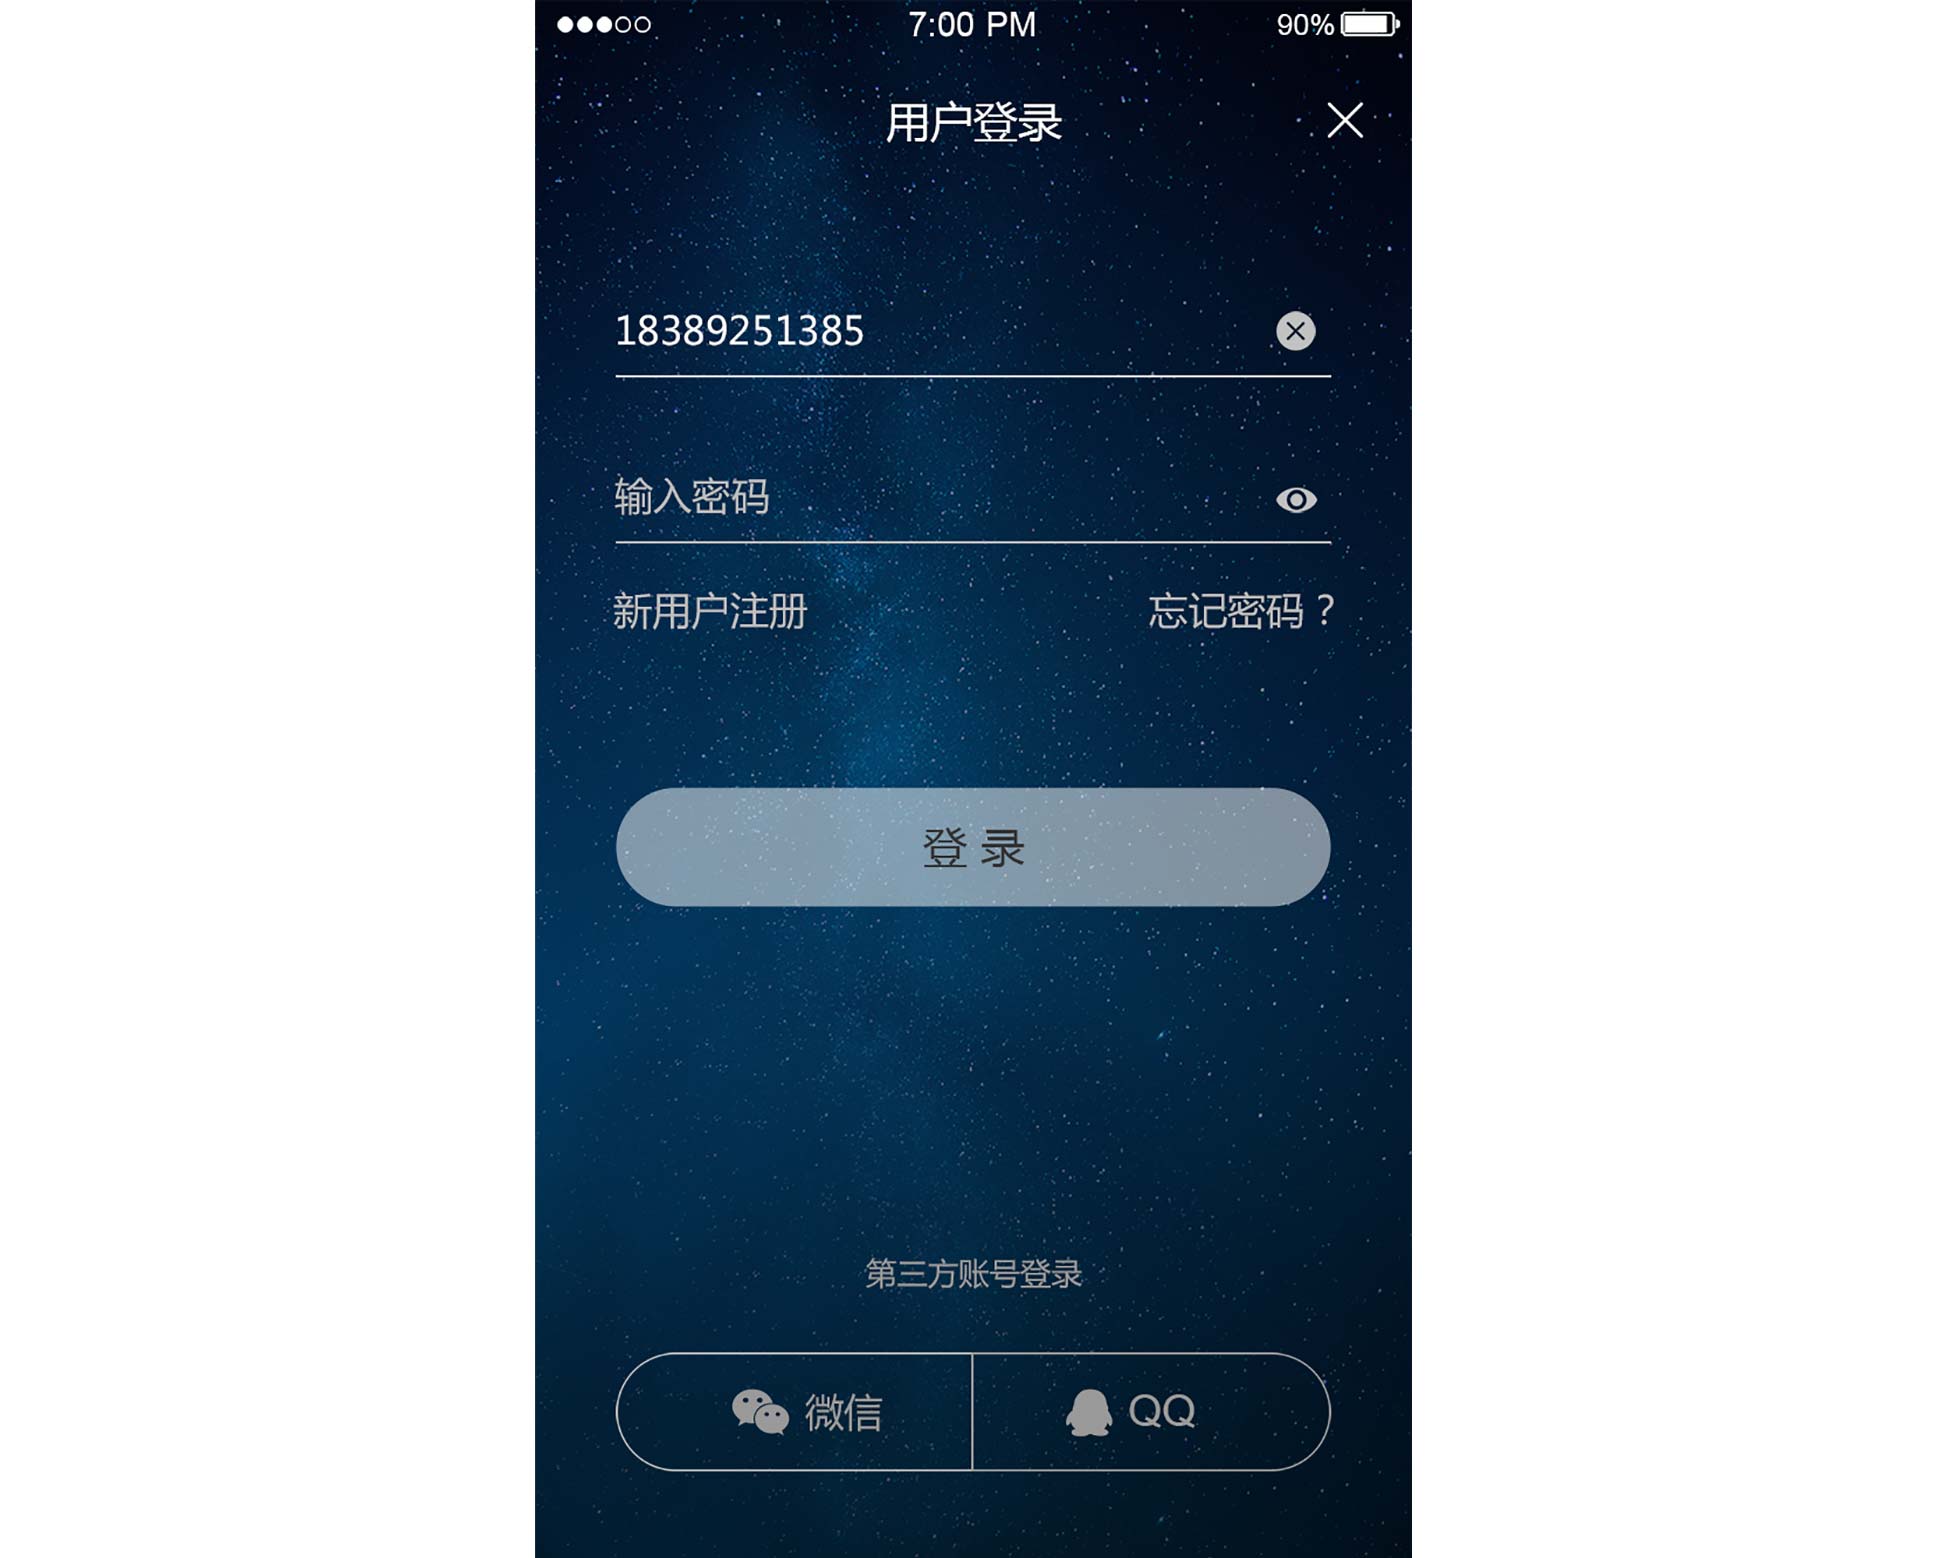 7:00 PM 90%
用户登录
18389251385
输入密码
新用户注册 忘记密码？
登 录
第三方账号登录
微信 QQ